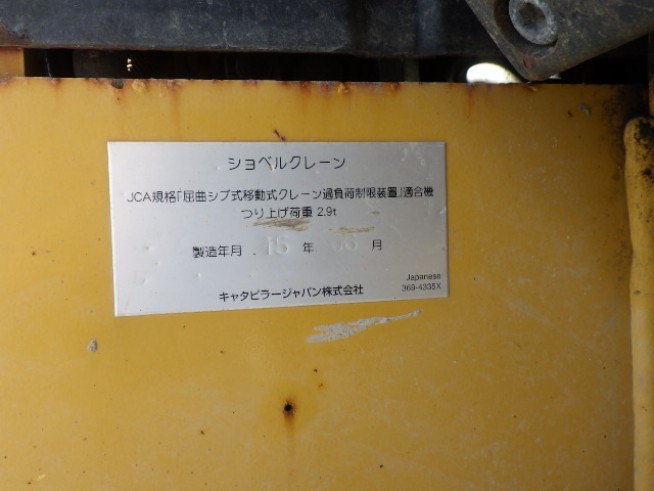 ショベルクレーン
JCA規格「屈曲ジブ式移動式クレーン過負荷制限装置」適合機
つり上げ荷重 2.9t
製造年月 15 年 月
キャタピラージャパン株式会社
Japanese
369-4335X